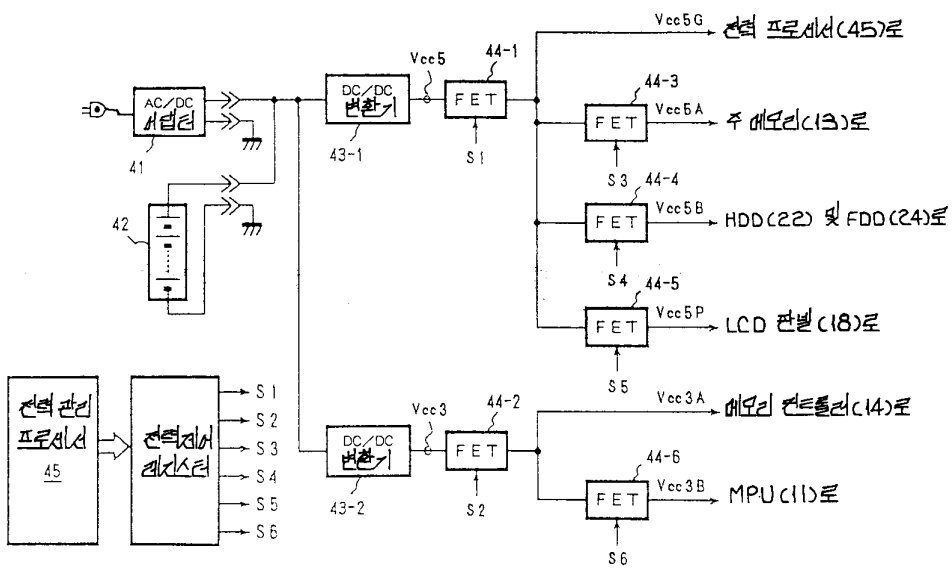 Vcc5G
전력 프로세서(45)로
Vcc5
44-1
AC/DC
어댑터
41
DC/DC
변환기
43-1
FET
S1
44-3
FET
Vcc5A
주 메모리(13)로
S3
44-4
FET
Vcc5B
HDD(22) 및 FDD(24)로
S4
42
44-5
FET
Vcc5P
LCD 판넬(18)로
S5
전력 관리
프로세서
45
전력제어
레지스터
S1
S2
S3
S4
S5
S6
DC/DC
변환기
43-2
Vcc3
44-2
FET
S2
Vcc3A
메모리 컨트롤러(14)로
44-6
FET
Vcc3B
MPU(11)로
S6